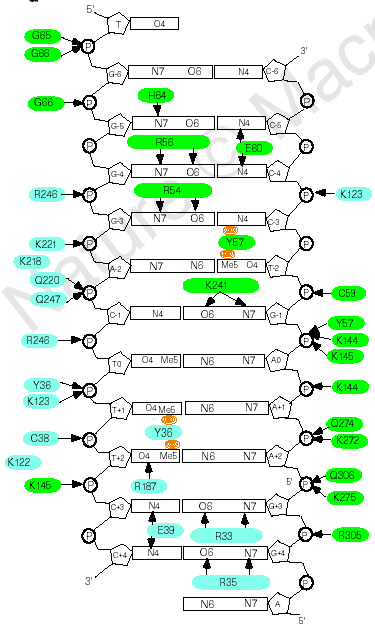 5'
T O4
G65
P
G66
3'
G-6 N7 O6 N4 C-6
G66 P H64 P
G-5 N7 O6 N4 C-5
P R56 E60 P
G-4 N7 O6 N4 C-4
R246 P R54 P K123
G-3 N7 O6 N4 C-3
K221 P Y57 P
K218
A-2 N7 N6 Me5 O4 T-2
Q220
P K241 P C59
Q247
C-1 N4 O6 N7 G-1
Y57
R246 P P K144
K145
T0 O4 Me5 N6 N7 A0
Y36
P P K144
K123
T+1 O4 Me5 N6 N7 A+1
Q274
C38 P Y36 P
K272
K122
T+2 O4 Me5 N6 N7 A+2
Q306
K145 P R187 5' P
K275
C+3 N4 O6 N7 G+3
P E39 R33 P R305
C+4 N4 O6 N7 G+4
3' R35 P
N6 N7 A
5'
Nature © Macr